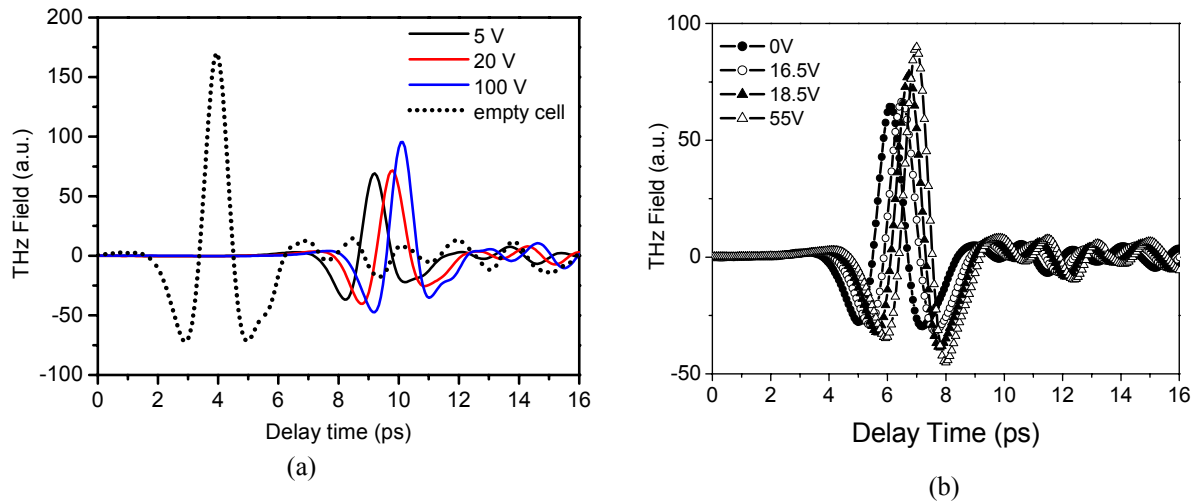 200
150
100
50
0
-50
-100
THz Field (a.u.)
5 V
20 V
100 V
empty cell
0 2 4 6 8 10 12 14 16
Delay time (ps)
(a)
100
50
0
-50
THz Field (a.u.)
0V
16.5V
18.5V
55V
0 2 4 6 8 10 12 14 16
Delay Time (ps)
(b)